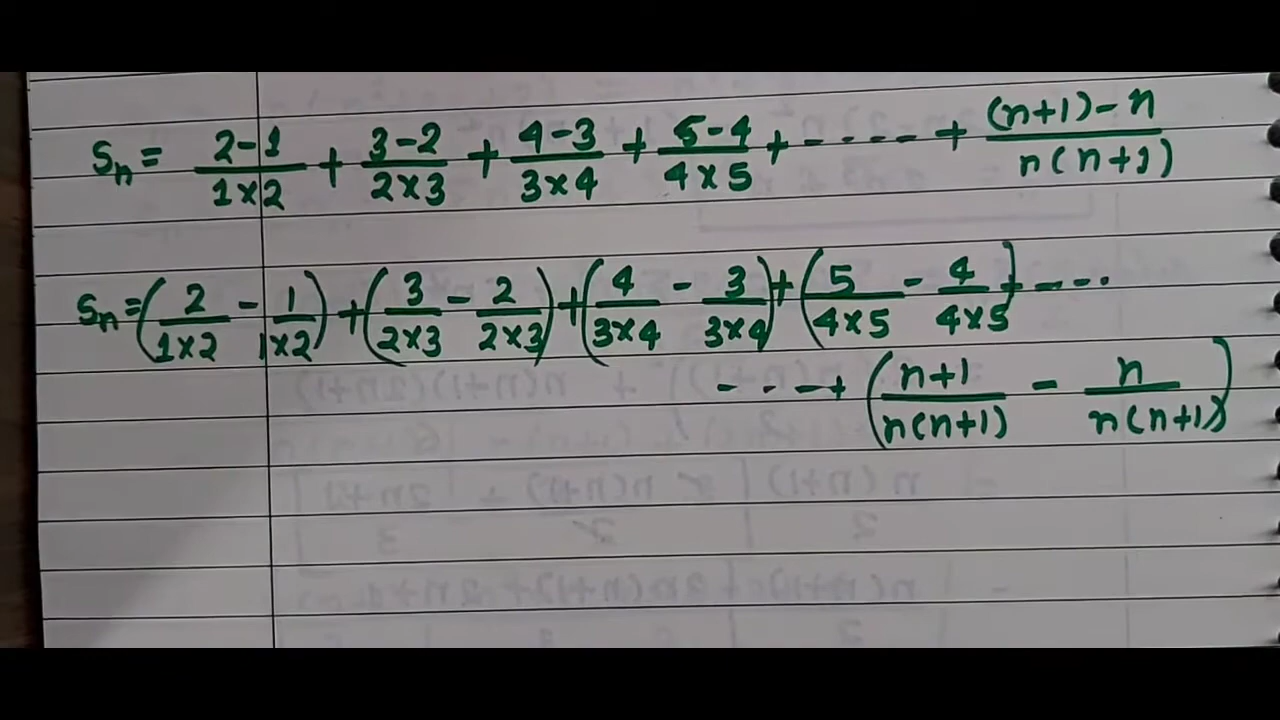 Sn = (2-1)/(1×2) + (3-2)/(2×3) + (4-3)/(3×4) + (5-4)/(4×5) + ---- + ((n+1)-n)/(n(n+1))
Sn = (2/(1×2) - 1/(1×2)) + (3/(2×3) - 2/(2×3)) + (4/(3×4) - 3/(3×4)) + (5/(4×5) - 4/(4×5)) + ----
- - - + ((n+1)/(n(n+1)) - n/(n(n+1)))